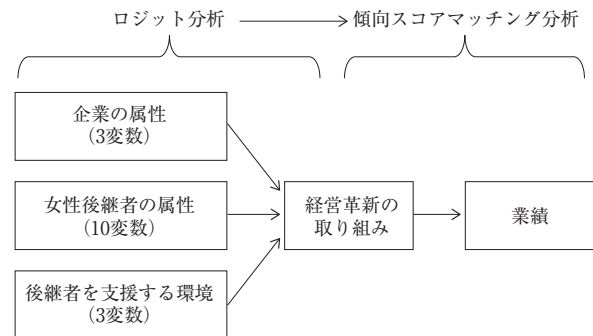 ロジット分析
傾向スコアマッチング分析
企業の属性
(3変数)
女性後継者の属性
(10変数)
後継者を支援する環境
(3変数)
経営革新の
取り組み
業績